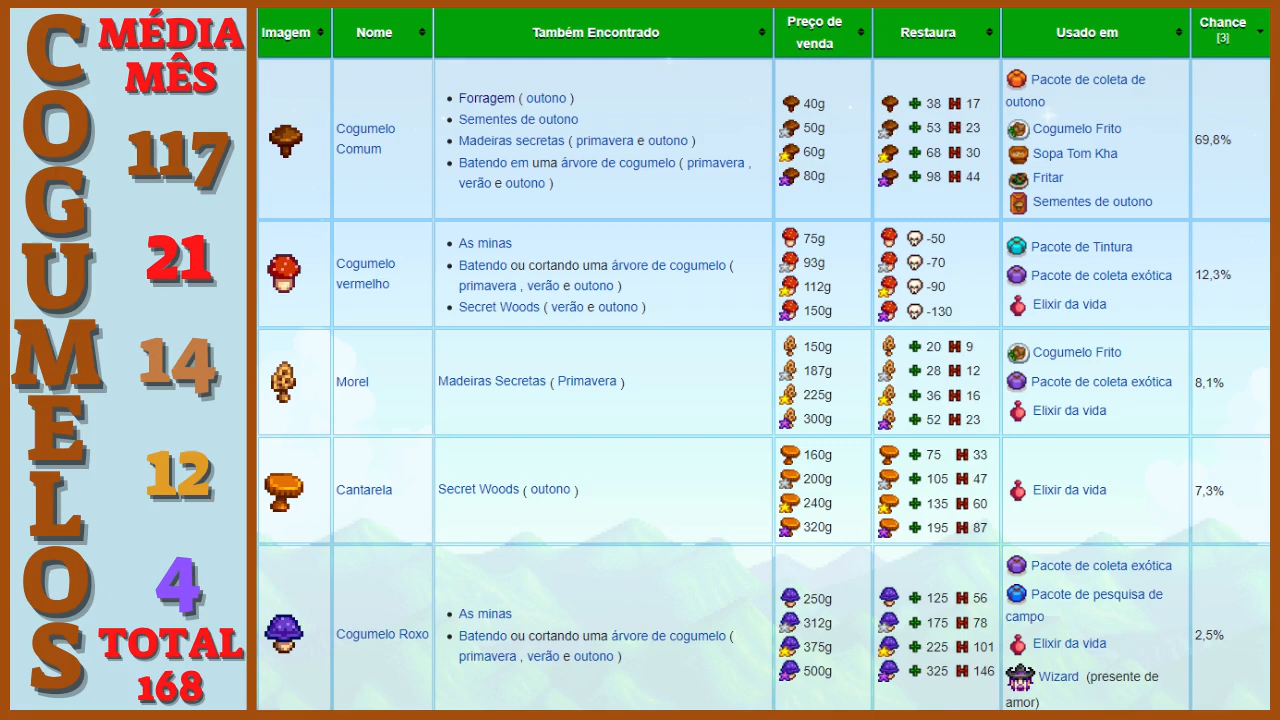 COGUMELOS
MÉDIA
MÊS
117
21
14
12
4
TOTAL
168
Imagem Nome Também Encontrado Preço de venda Restaura Usado em Chance [3]
Cogumelo Comum
Forragem ( outono )
Sementes de outono
Madeiras secretas ( primavera e outono )
Batendo em uma árvore de cogumelo ( primavera ,
verão e outono )
40g
50g
60g
80g
38 17
53 23
68 30
98 44
Pacote de coleta de
outono
Cogumelo Frito
Sopa Tom Kha
Fritar
Sementes de outono
69,8%
Cogumelo
vermelho
As minas
Batendo ou cortando uma árvore de cogumelo (
primavera , verão e outono )
Secret Woods ( verão e outono )
75g
93g
112g
150g
-50
-70
-90
-130
Pacote de Tintura
Pacote de coleta exótica
Elixir da vida
12,3%
Morel
Madeiras Secretas ( Primavera )
150g
187g
225g
300g
20 9
28 12
36 16
52 23
Cogumelo Frito
Pacote de coleta exótica
Elixir da vida
8,1%
Cantarela
Secret Woods ( outono )
160g
200g
240g
320g
75 33
105 47
135 60
195 87
Elixir da vida
7,3%
Cogumelo Roxo
As minas
Batendo ou cortando uma árvore de cogumelo (
primavera , verão e outono )
250g
312g
375g
500g
125 56
175 78
225 101
325 146
Pacote de coleta exótica
Pacote de pesquisa de
campo
Elixir da vida
Wizard (presente de
amor)
2,5%